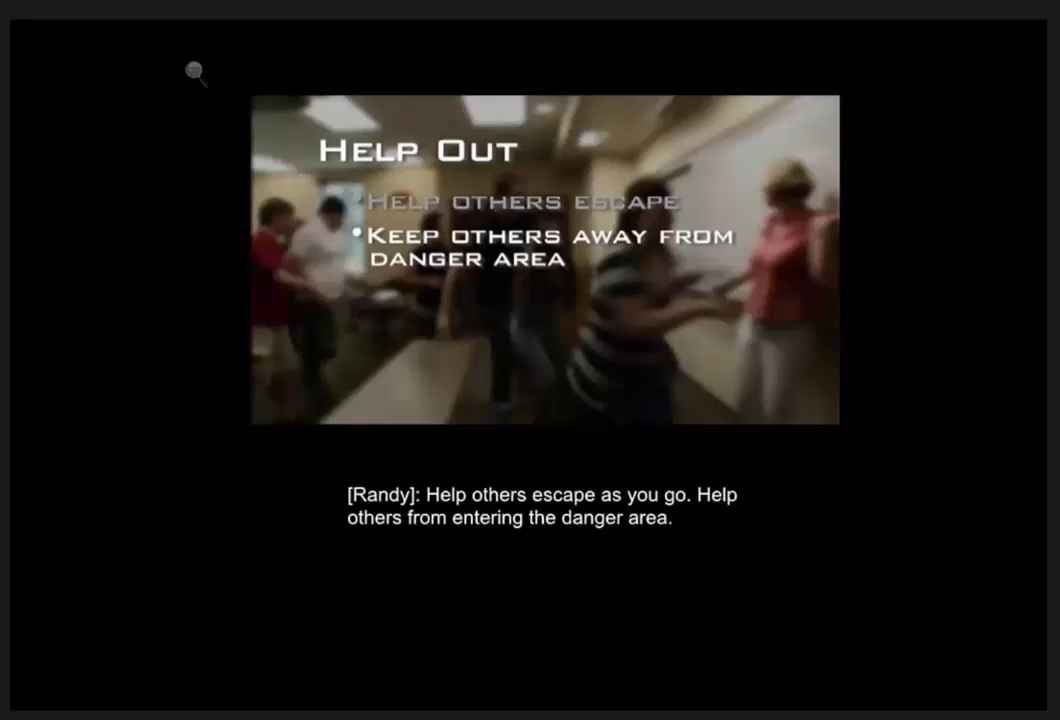 HELP OUT
• HELP OTHERS ESCAPE
• KEEP OTHERS AWAY FROM
DANGER AREA
[Randy]: Help others escape as you go. Help
others from entering the danger area.